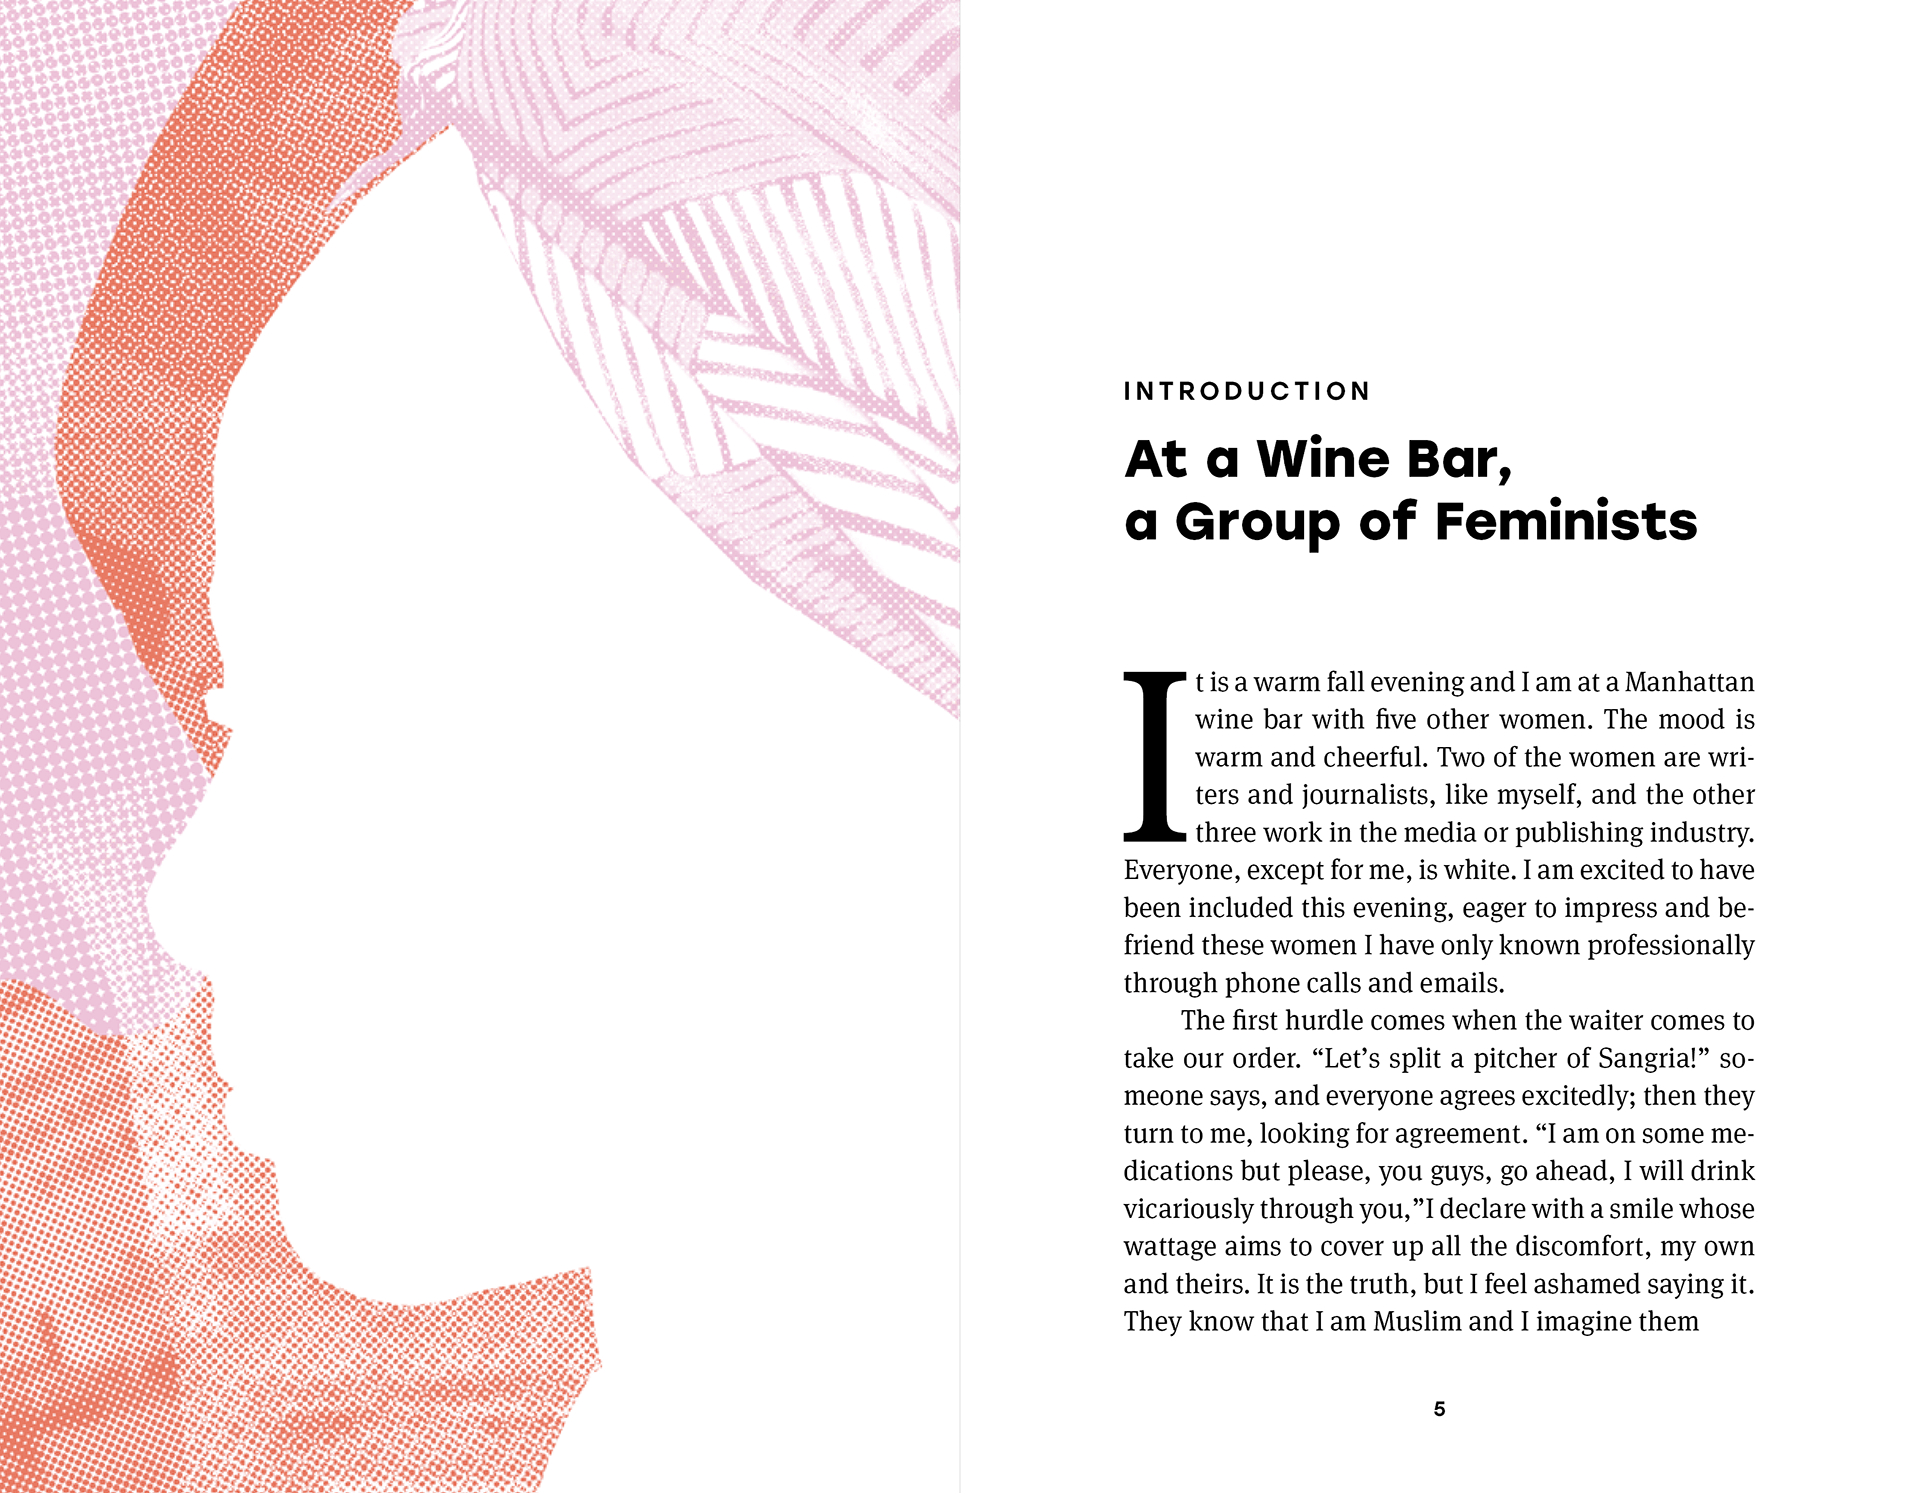 INTRODUCTION
At a Wine Bar,
a Group of Feminists
It is a warm fall evening and I am at a Manhattan
wine bar with five other women. The mood is
warm and cheerful. Two of the women are wri-
ters and journalists, like myself, and the other
three work in the media or publishing industry.
Everyone, except for me, is white. I am excited to have
been included this evening, eager to impress and be-
friend these women I have only known professionally
through phone calls and emails.
The first hurdle comes when the waiter comes to
take our order. “Let’s split a pitcher of Sangria!” so-
meone says, and everyone agrees excitedly; then they
turn to me, looking for agreement. “I am on some me-
dications but please, you guys, go ahead, I will drink
vicariously through you,”I declare with a smile whose
wattage aims to cover up all the discomfort, my own
and theirs. It is the truth, but I feel ashamed saying it.
They know that I am Muslim and I imagine them
5